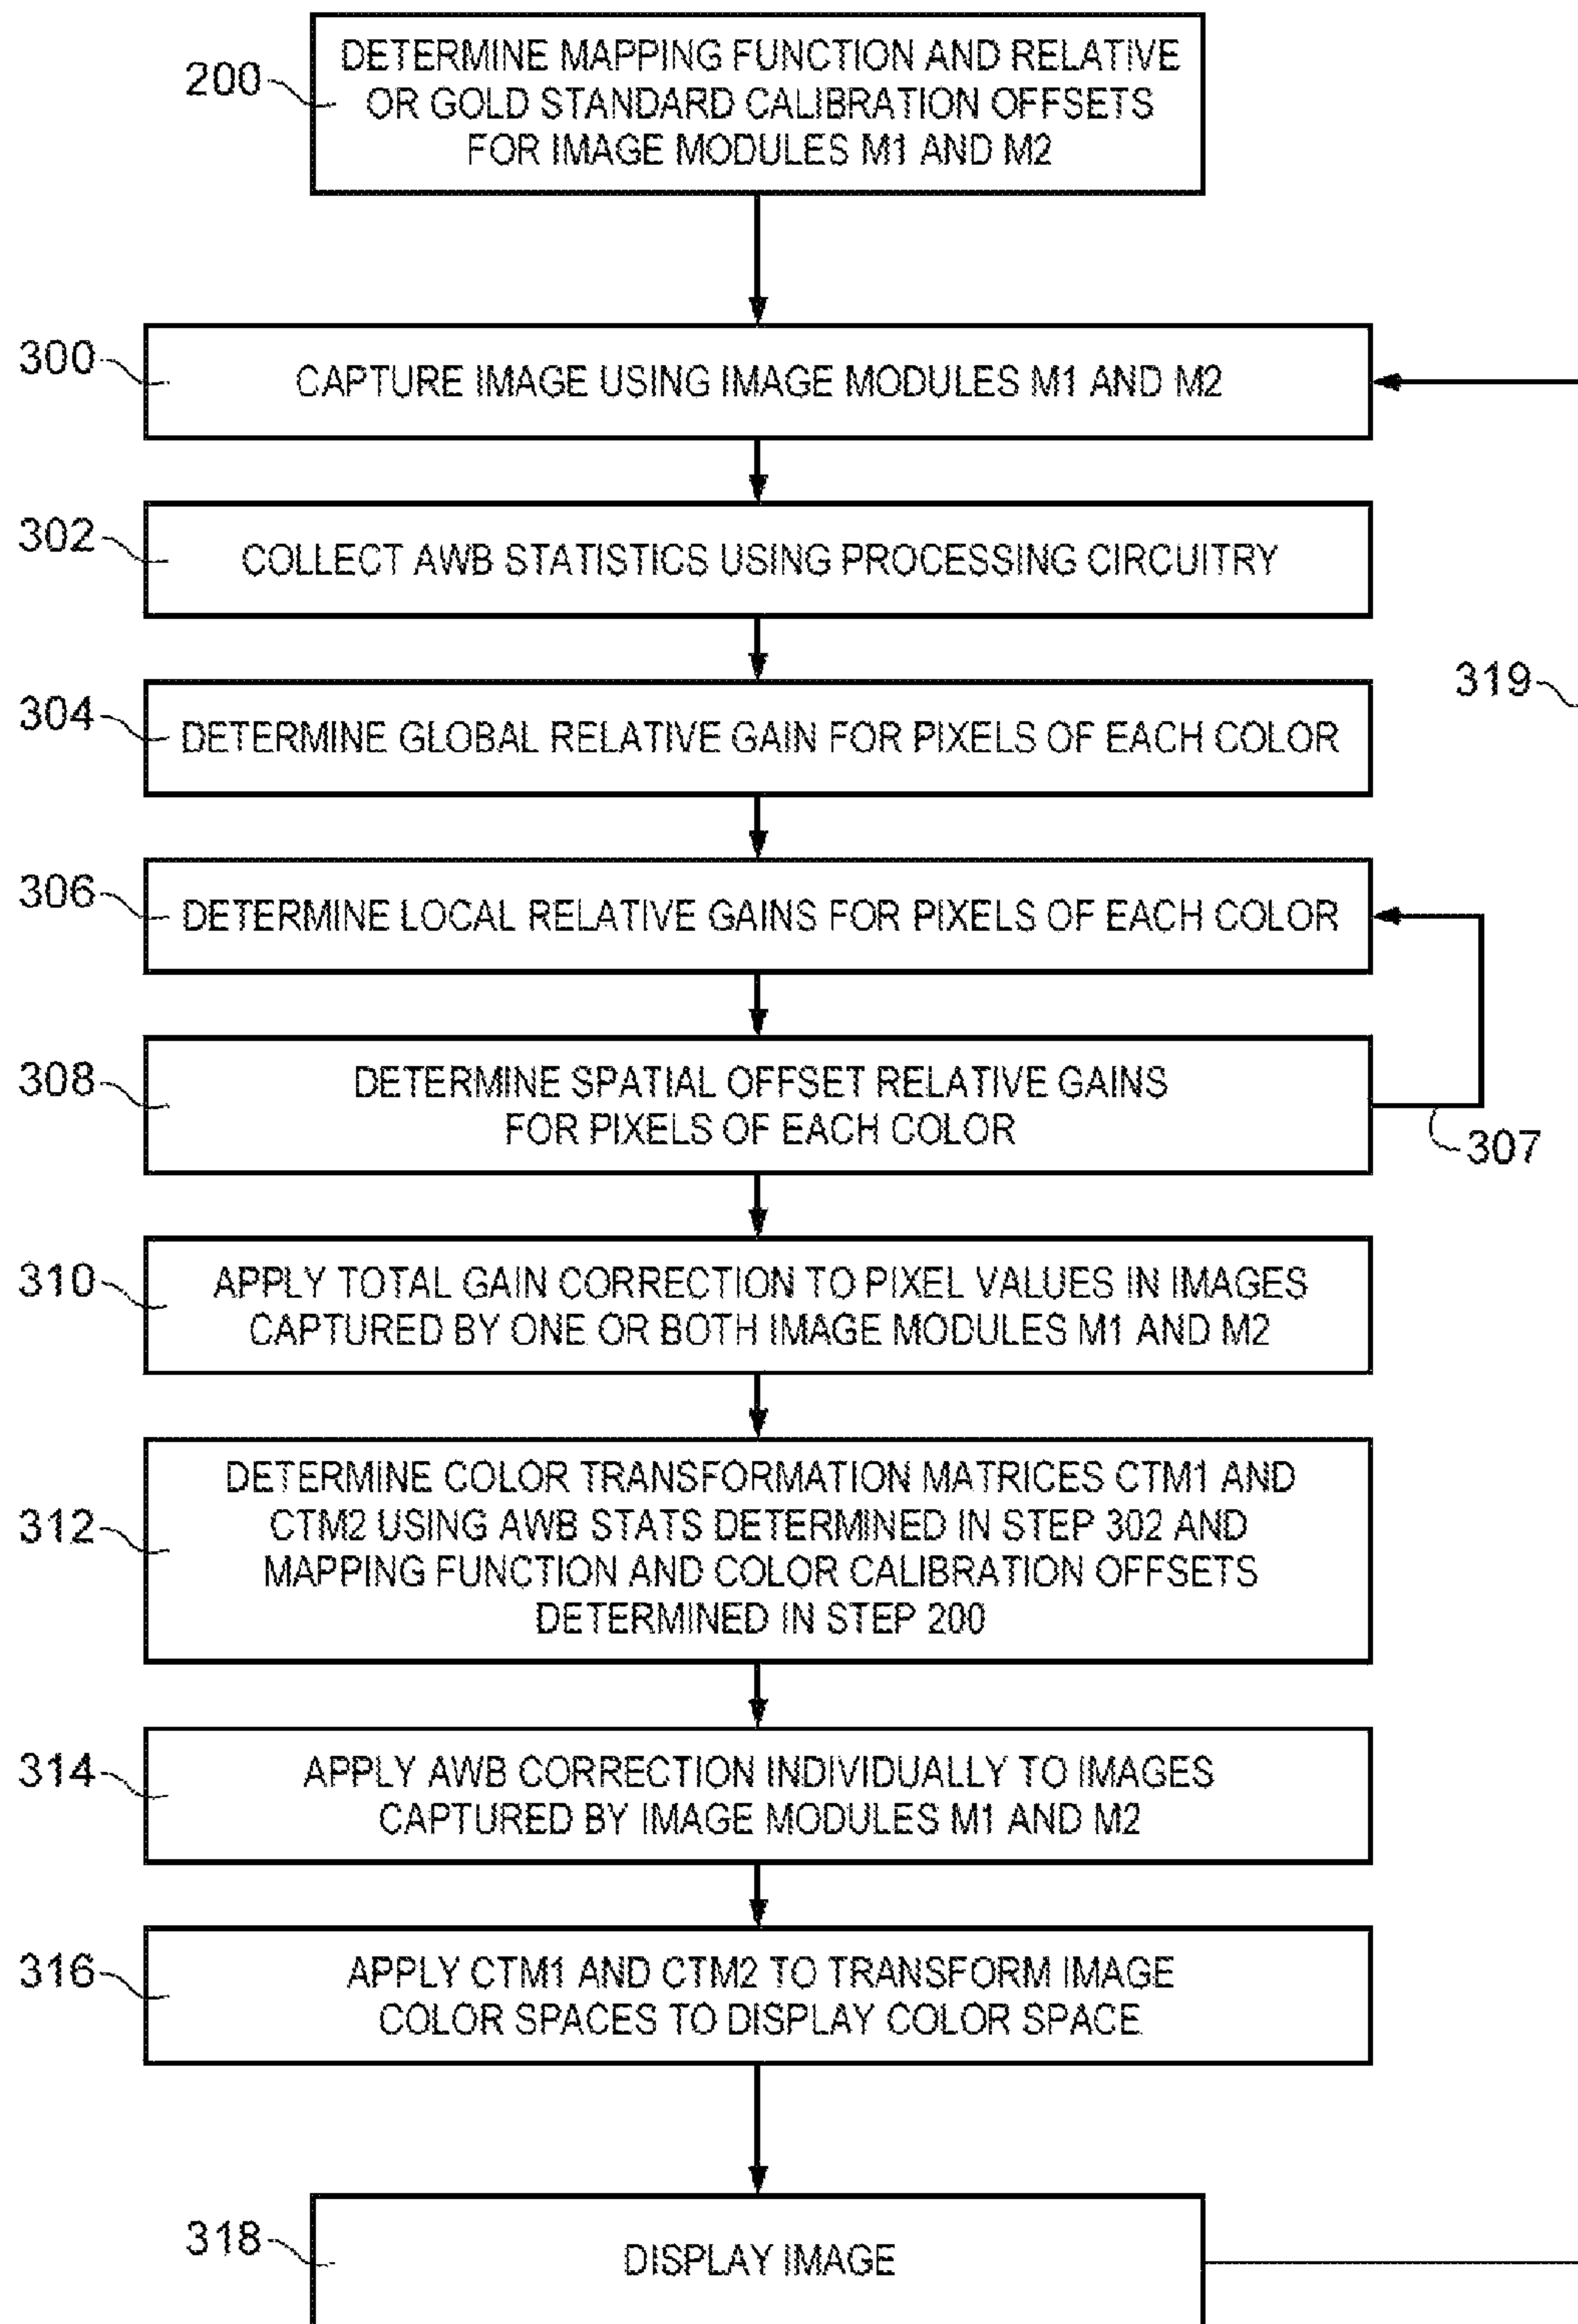 200
DETERMINE MAPPING FUNCTION AND RELATIVE
OR GOLD STANDARD CALIBRATION OFFSETS
FOR IMAGE MODULES M1 AND M2
300
CAPTURE IMAGE USING IMAGE MODULES M1 AND M2
302
COLLECT AWB STATISTICS USING PROCESSING CIRCUITRY
319
304
DETERMINE GLOBAL RELATIVE GAIN FOR PIXELS OF EACH COLOR
306
DETERMINE LOCAL RELATIVE GAINS FOR PIXELS OF EACH COLOR
308
DETERMINE SPATIAL OFFSET RELATIVE GAINS
FOR PIXELS OF EACH COLOR
307
310
APPLY TOTAL GAIN CORRECTION TO PIXEL VALUES IN IMAGES
CAPTURED BY ONE OR BOTH IMAGE MODULES M1 AND M2
312
DETERMINE COLOR TRANSFORMATION MATRICES CTM1 AND
CTM2 USING AWB STATS DETERMINED IN STEP 302 AND
MAPPING FUNCTION AND COLOR CALIBRATION OFFSETS
DETERMINED IN STEP 200
314
APPLY AWB CORRECTION INDIVIDUALLY TO IMAGES
CAPTURED BY IMAGE MODULES M1 AND M2
316
APPLY CTM1 AND CTM2 TO TRANSFORM IMAGE
COLOR SPACES TO DISPLAY COLOR SPACE
318
DISPLAY IMAGE